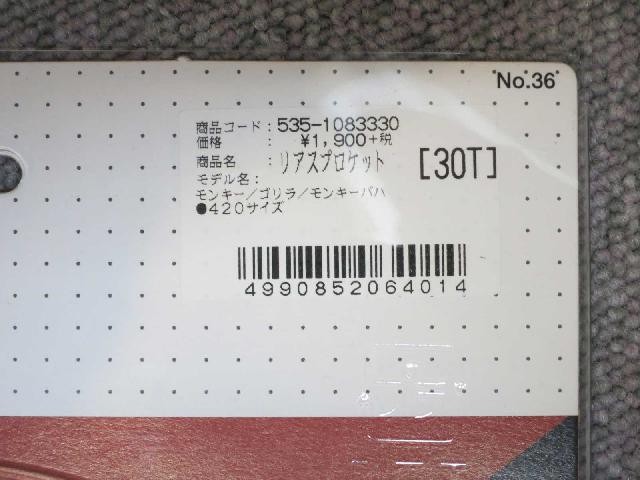 No.36
商品コード：535-1083330
価格　　　：　￥1,900+税
商品名　：　リアスプロケット　[30T]
モデル名：
モンキー／ゴリラ／モンキーバハ
●420サイズ
4990852064014